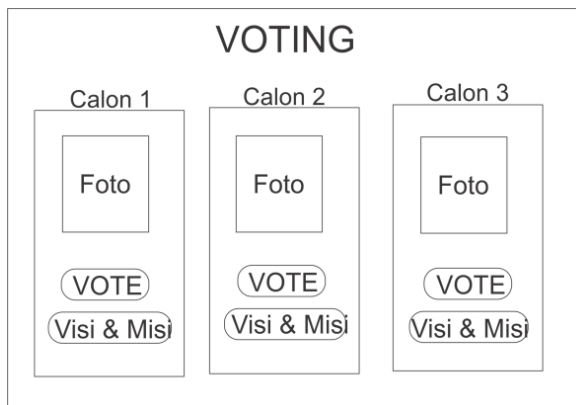 VOTING
Calon 1
Foto
VOTE
Visi & Misi
Calon 2
Foto
VOTE
Visi & Misi
Calon 3
Foto
VOTE
Visi & Misi